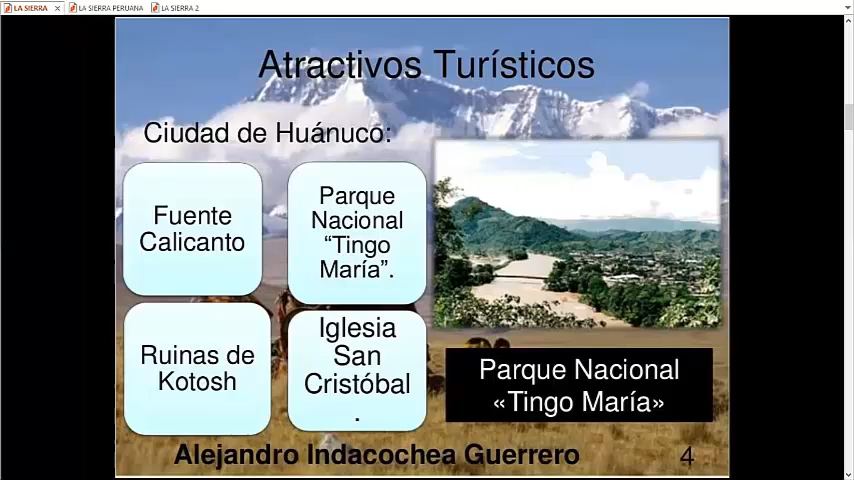 LA SIERRA
LA SIERRA PERUANA
LA SIERRA 2
Atractivos Turísticos
Ciudad de Huánuco:
Fuente
Calicanto
Parque
Nacional
“Tingo
María”.
Ruinas de
Kotosh
Iglesia
San
Cristóbal
.
Parque Nacional
«Tingo María»
Alejandro Indacochea Guerrero
4